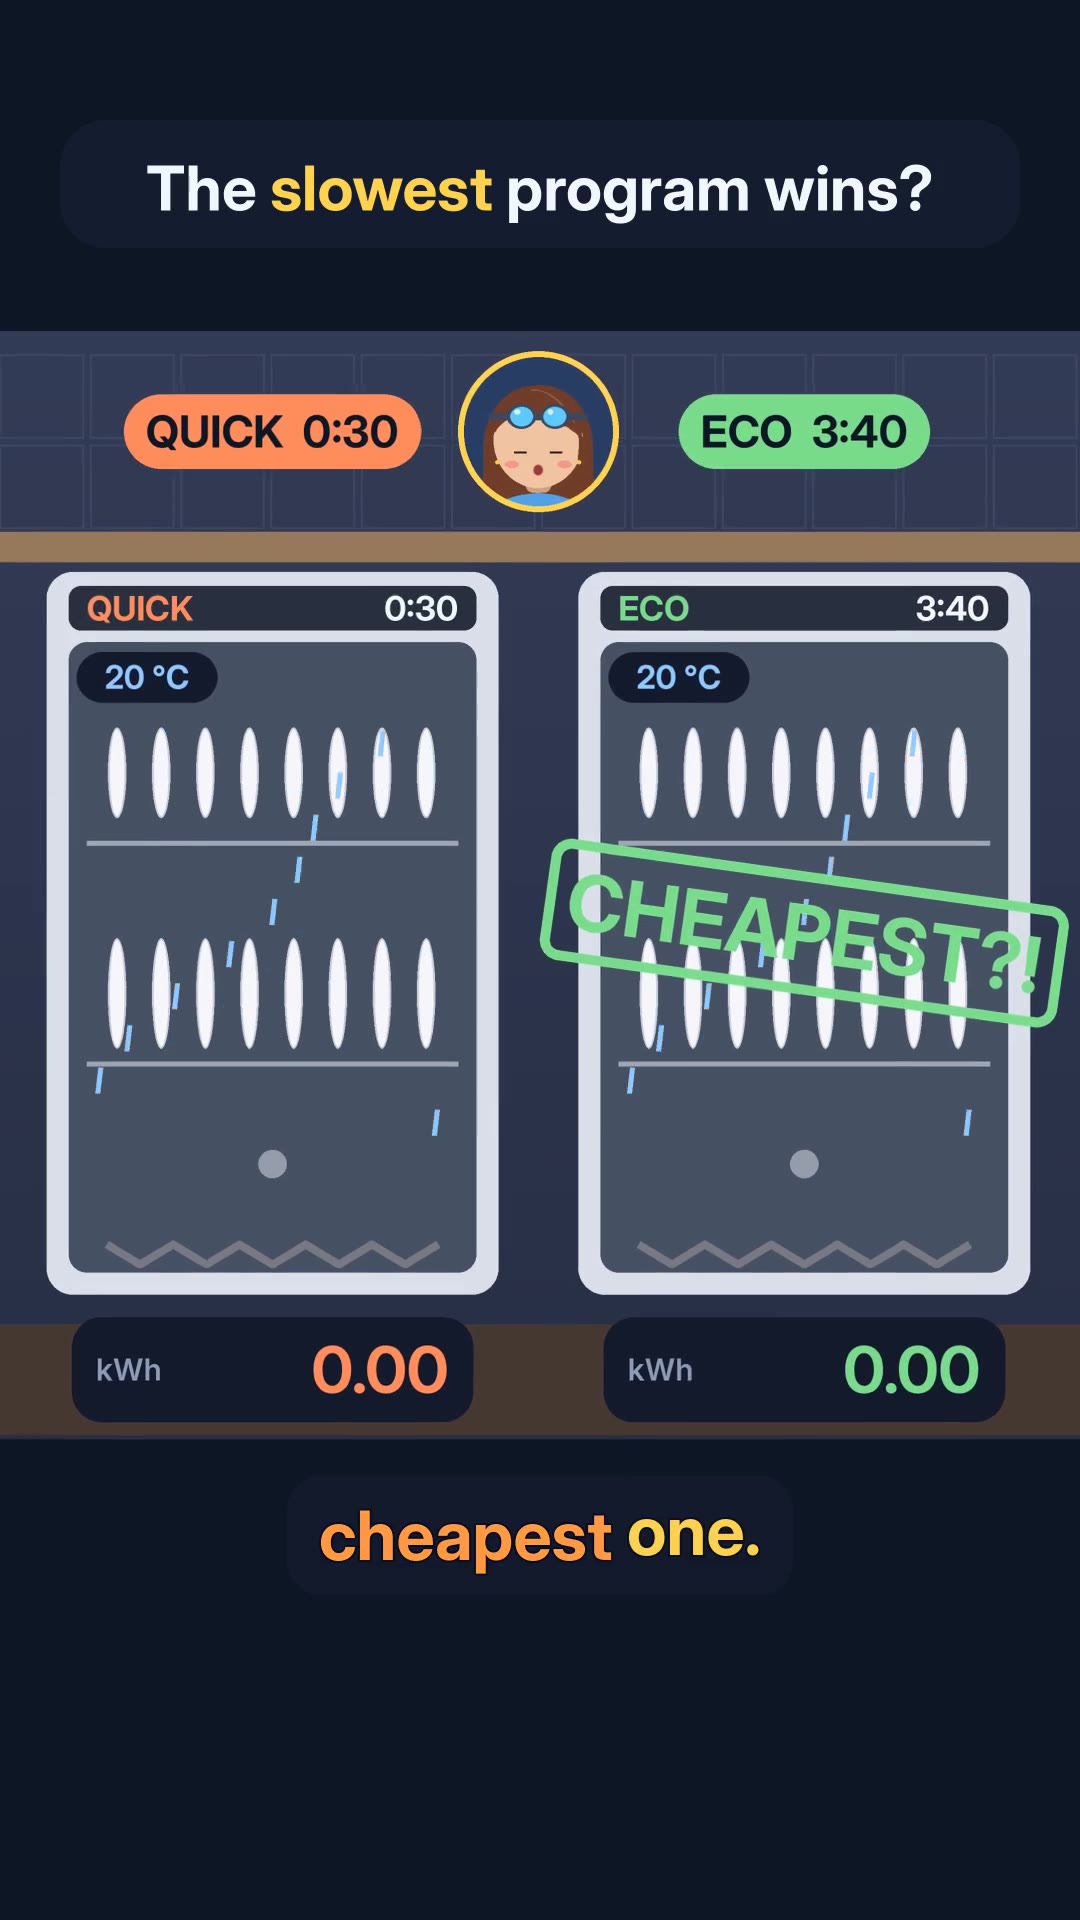 The slowest program wins?
QUICK 0:30
ECO 3:40
QUICK 0:30
ECO 3:40
20 °C
20 °C
CHEAPEST?!
kWh 0.00
kWh 0.00
cheapest one.